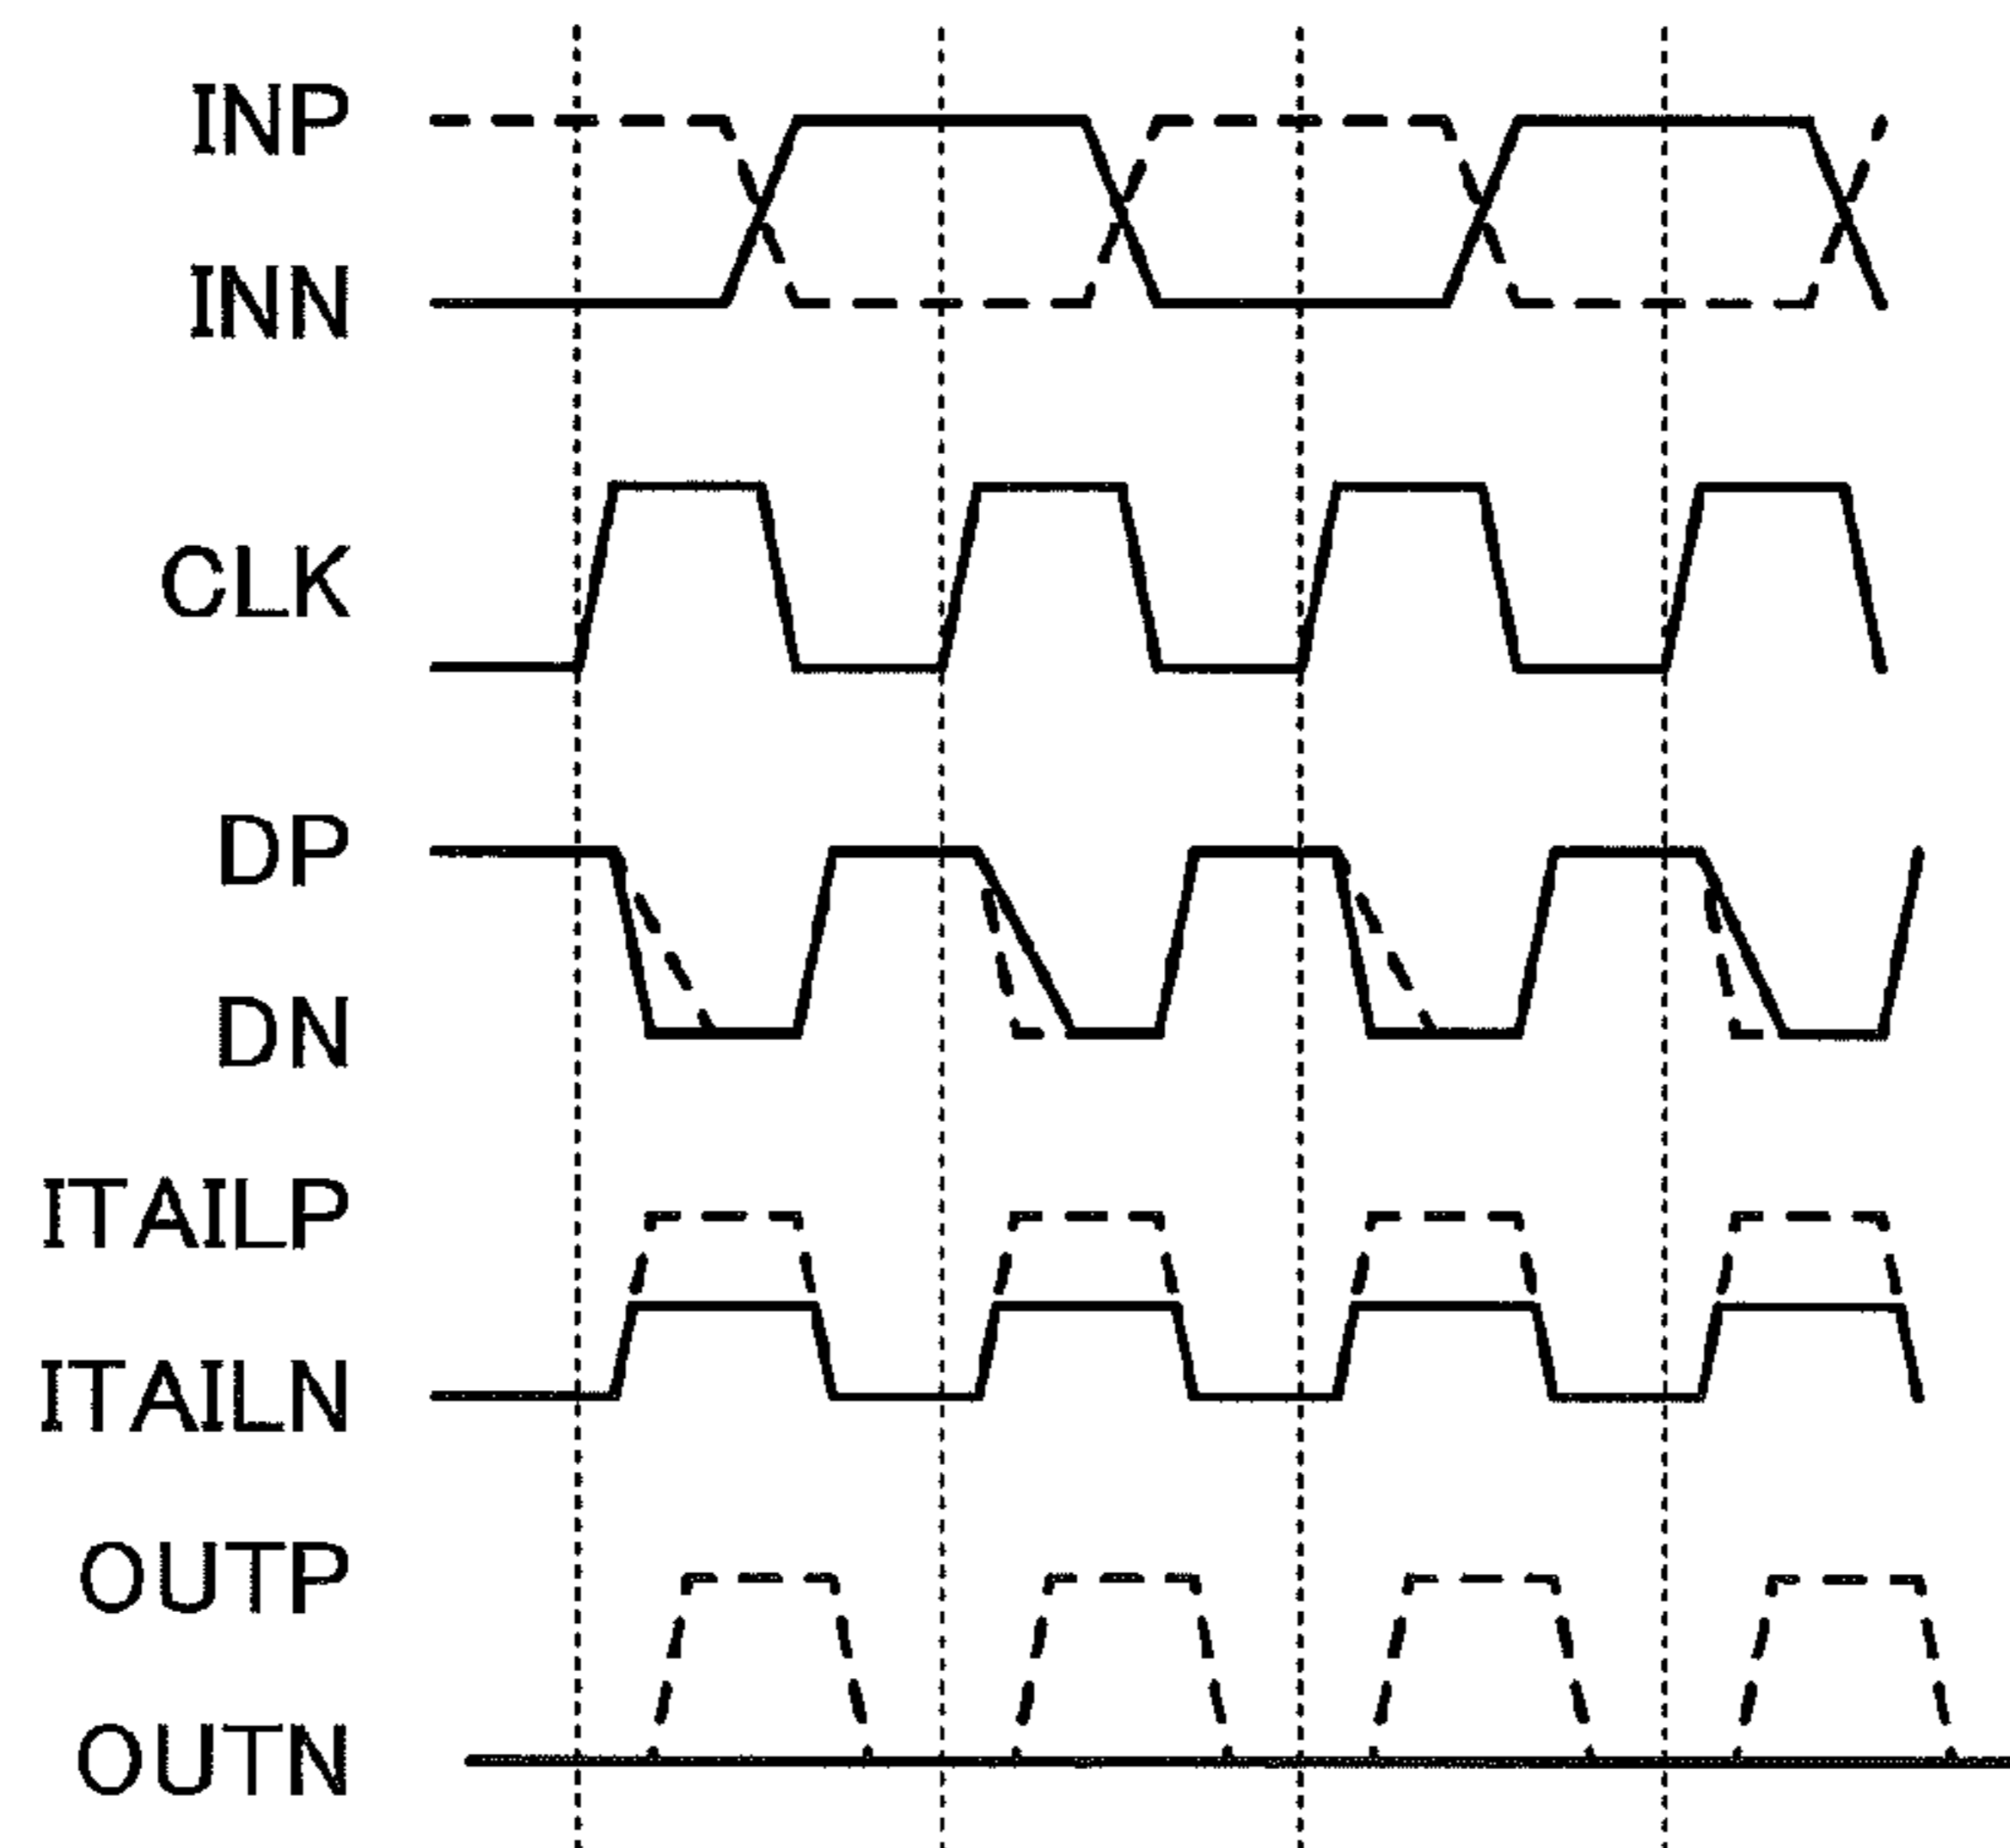 INP
INN
CLK
DP
DN
ITAILP
ITAILN
OUTP
OUTN